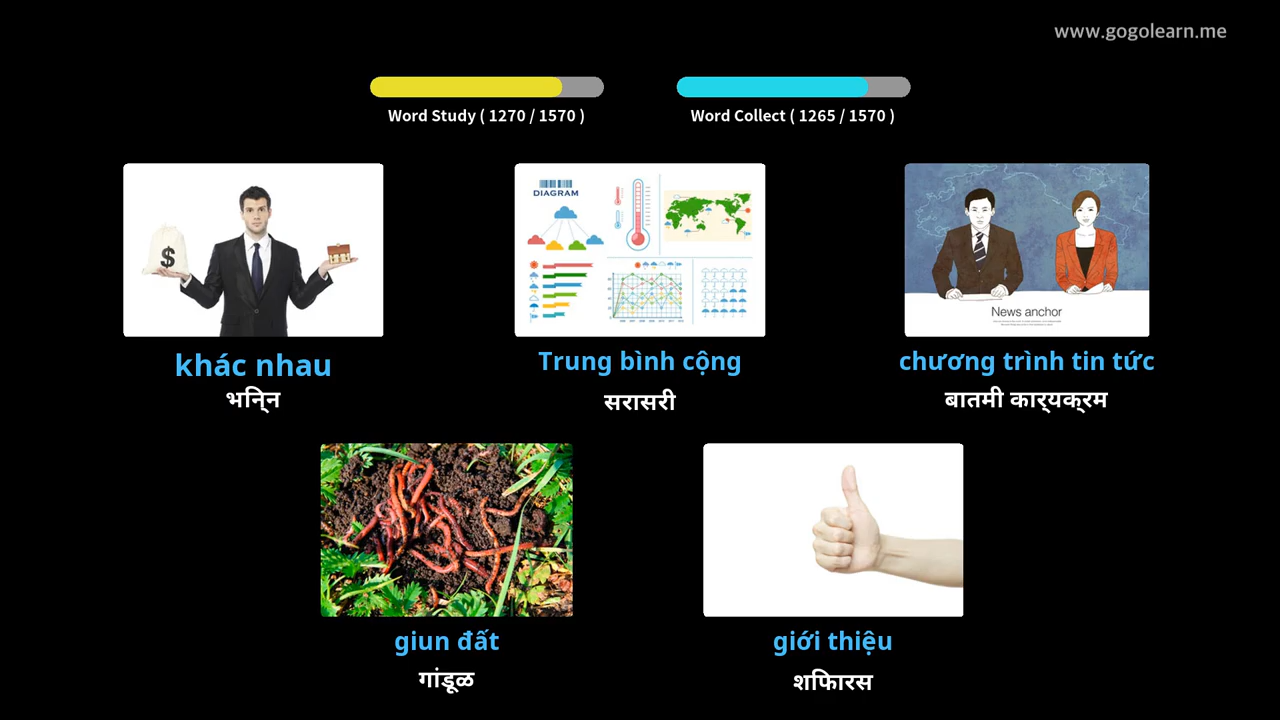 www.gogolearn.me
Word Study ( 1270 / 1570 )
Word Collect ( 1265 / 1570 )
DIAGRAM
News anchor
khác nhau
Trung bình cộng
chương trình tin tức
भिन्न
सरासरी
बातमी कार्यक्रम
giun đất
giới thiệu
गांडूळ
शिफारस